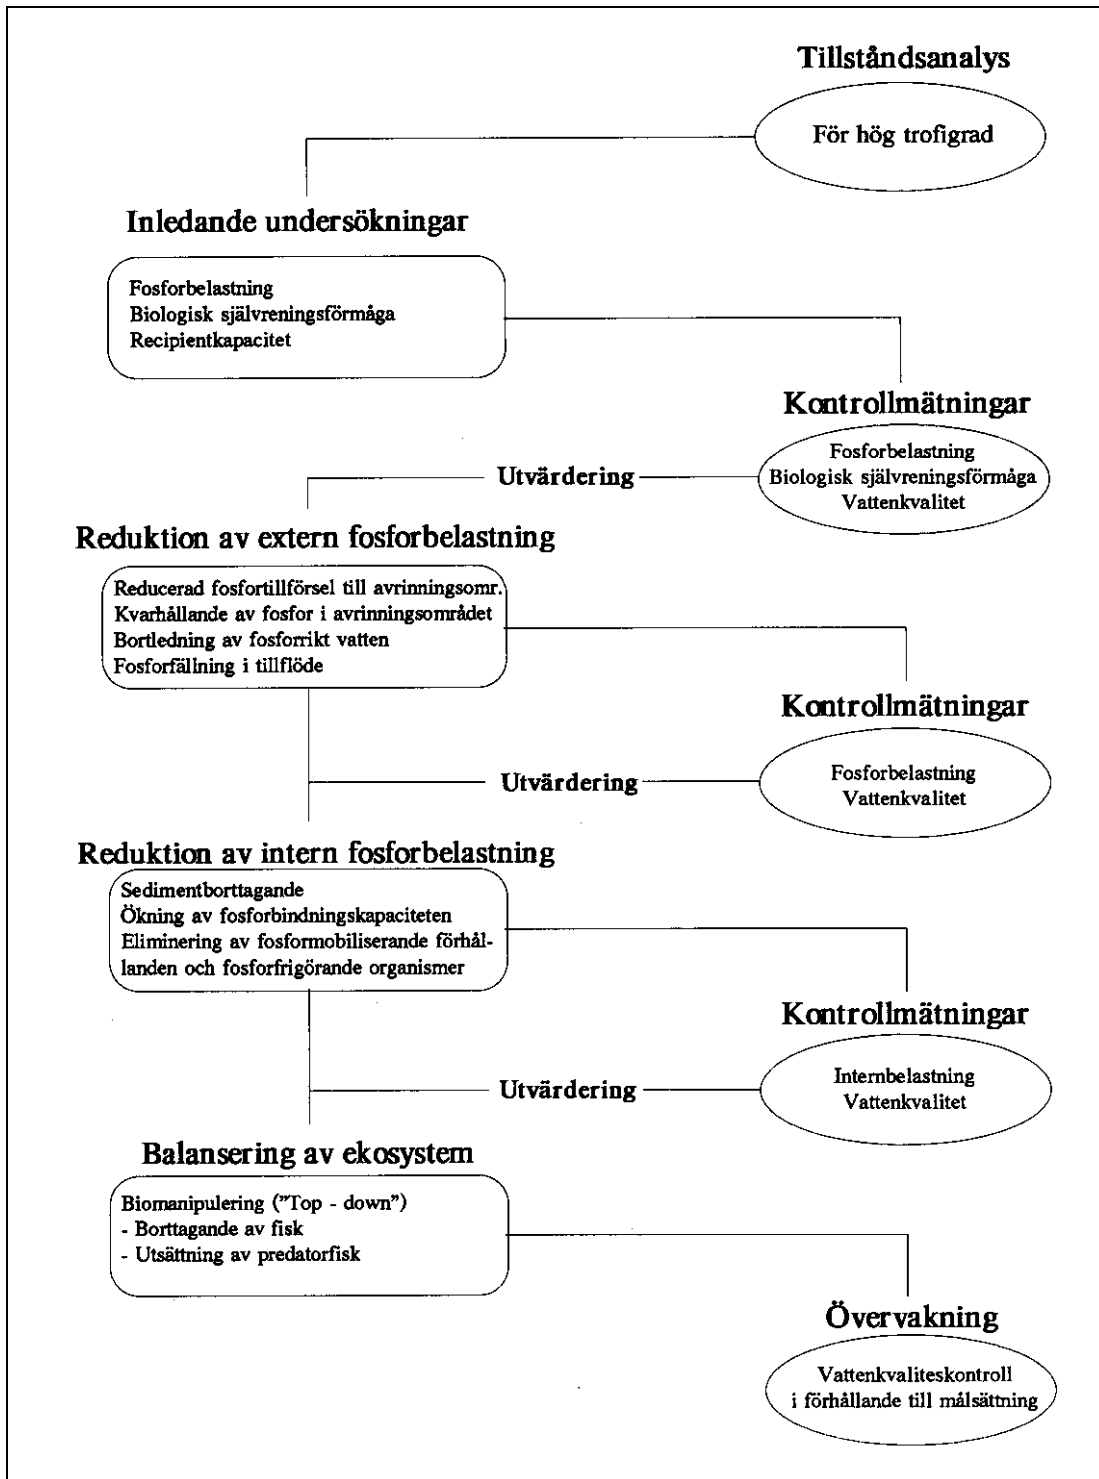 Tillståndsanalys
För hög trofigrad
Inledande undersökningar
Fosforbelastning
Biologisk självreningsförmåga
Recipientkapacitet
Kontrollmätningar
Fosforbelastning
Biologisk självreningsförmåga
Vattenkvalitet
Utvärdering
Reduktion av extern fosforbelastning
Reducerad fosfortillförsel till avrinningsomr.
Kvarhållande av fosfor i avrinningsområdet
Bortledning av fosforrikt vatten
Fosforfällning i tillflöde
Kontrollmätningar
Fosforbelastning
Vattenkvalitet
Utvärdering
Reduktion av intern fosforbelastning
Sedimentborttagande
Ökning av fosforbindningskapaciteten
Eliminering av fosformobiliserande förhål-
landen och fosforfrigörande organismer
Kontrollmätningar
Internbelastning
Vattenkvalitet
Utvärdering
Balansering av ekosystem
Biomanipulering ("Top - down")
- Borttagande av fisk
- Utsättning av predatorfisk
Övervakning
Vattenkvaliteskontroll
i förhållande till målsättning